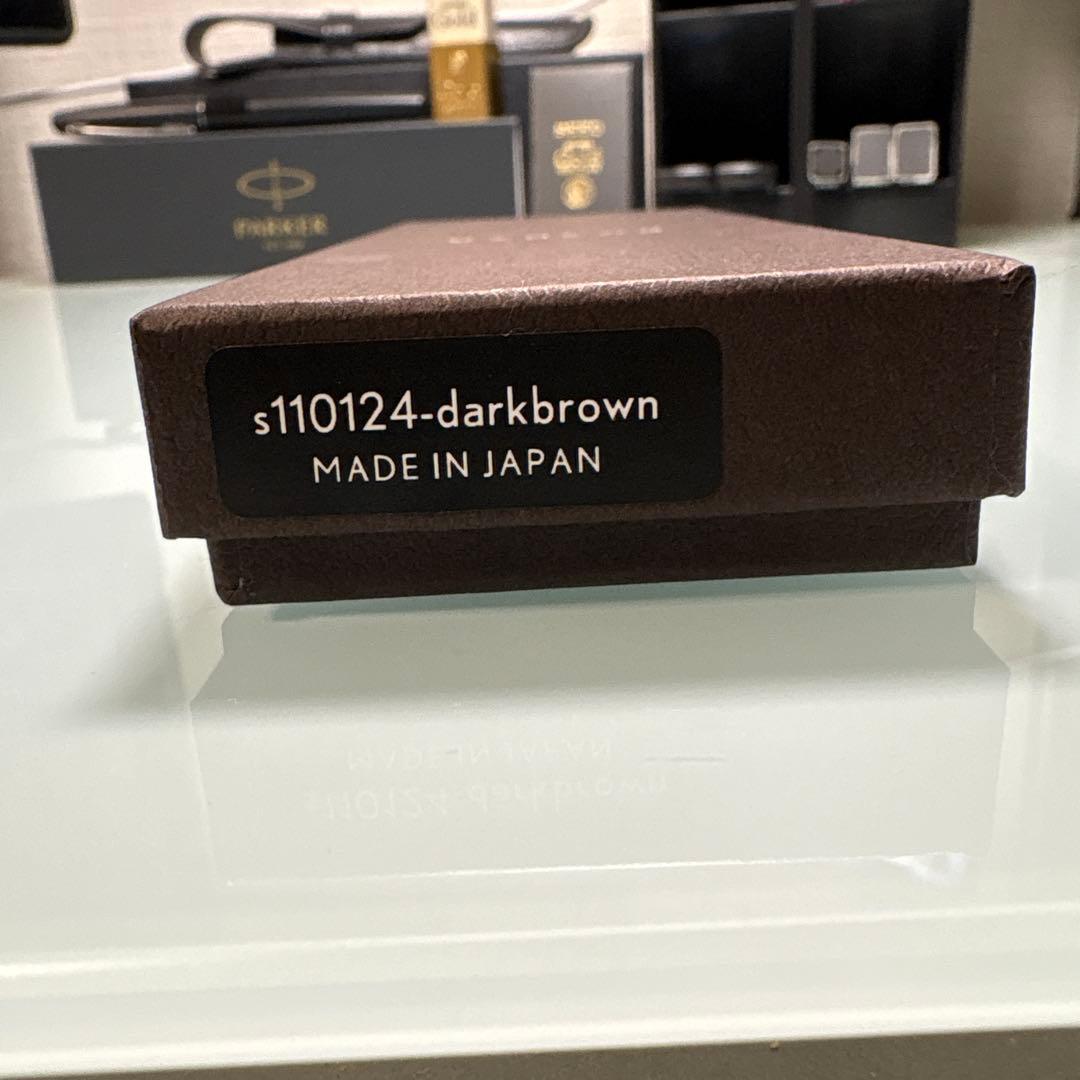 PARKER
s110124-darkbrown
MADE IN JAPAN